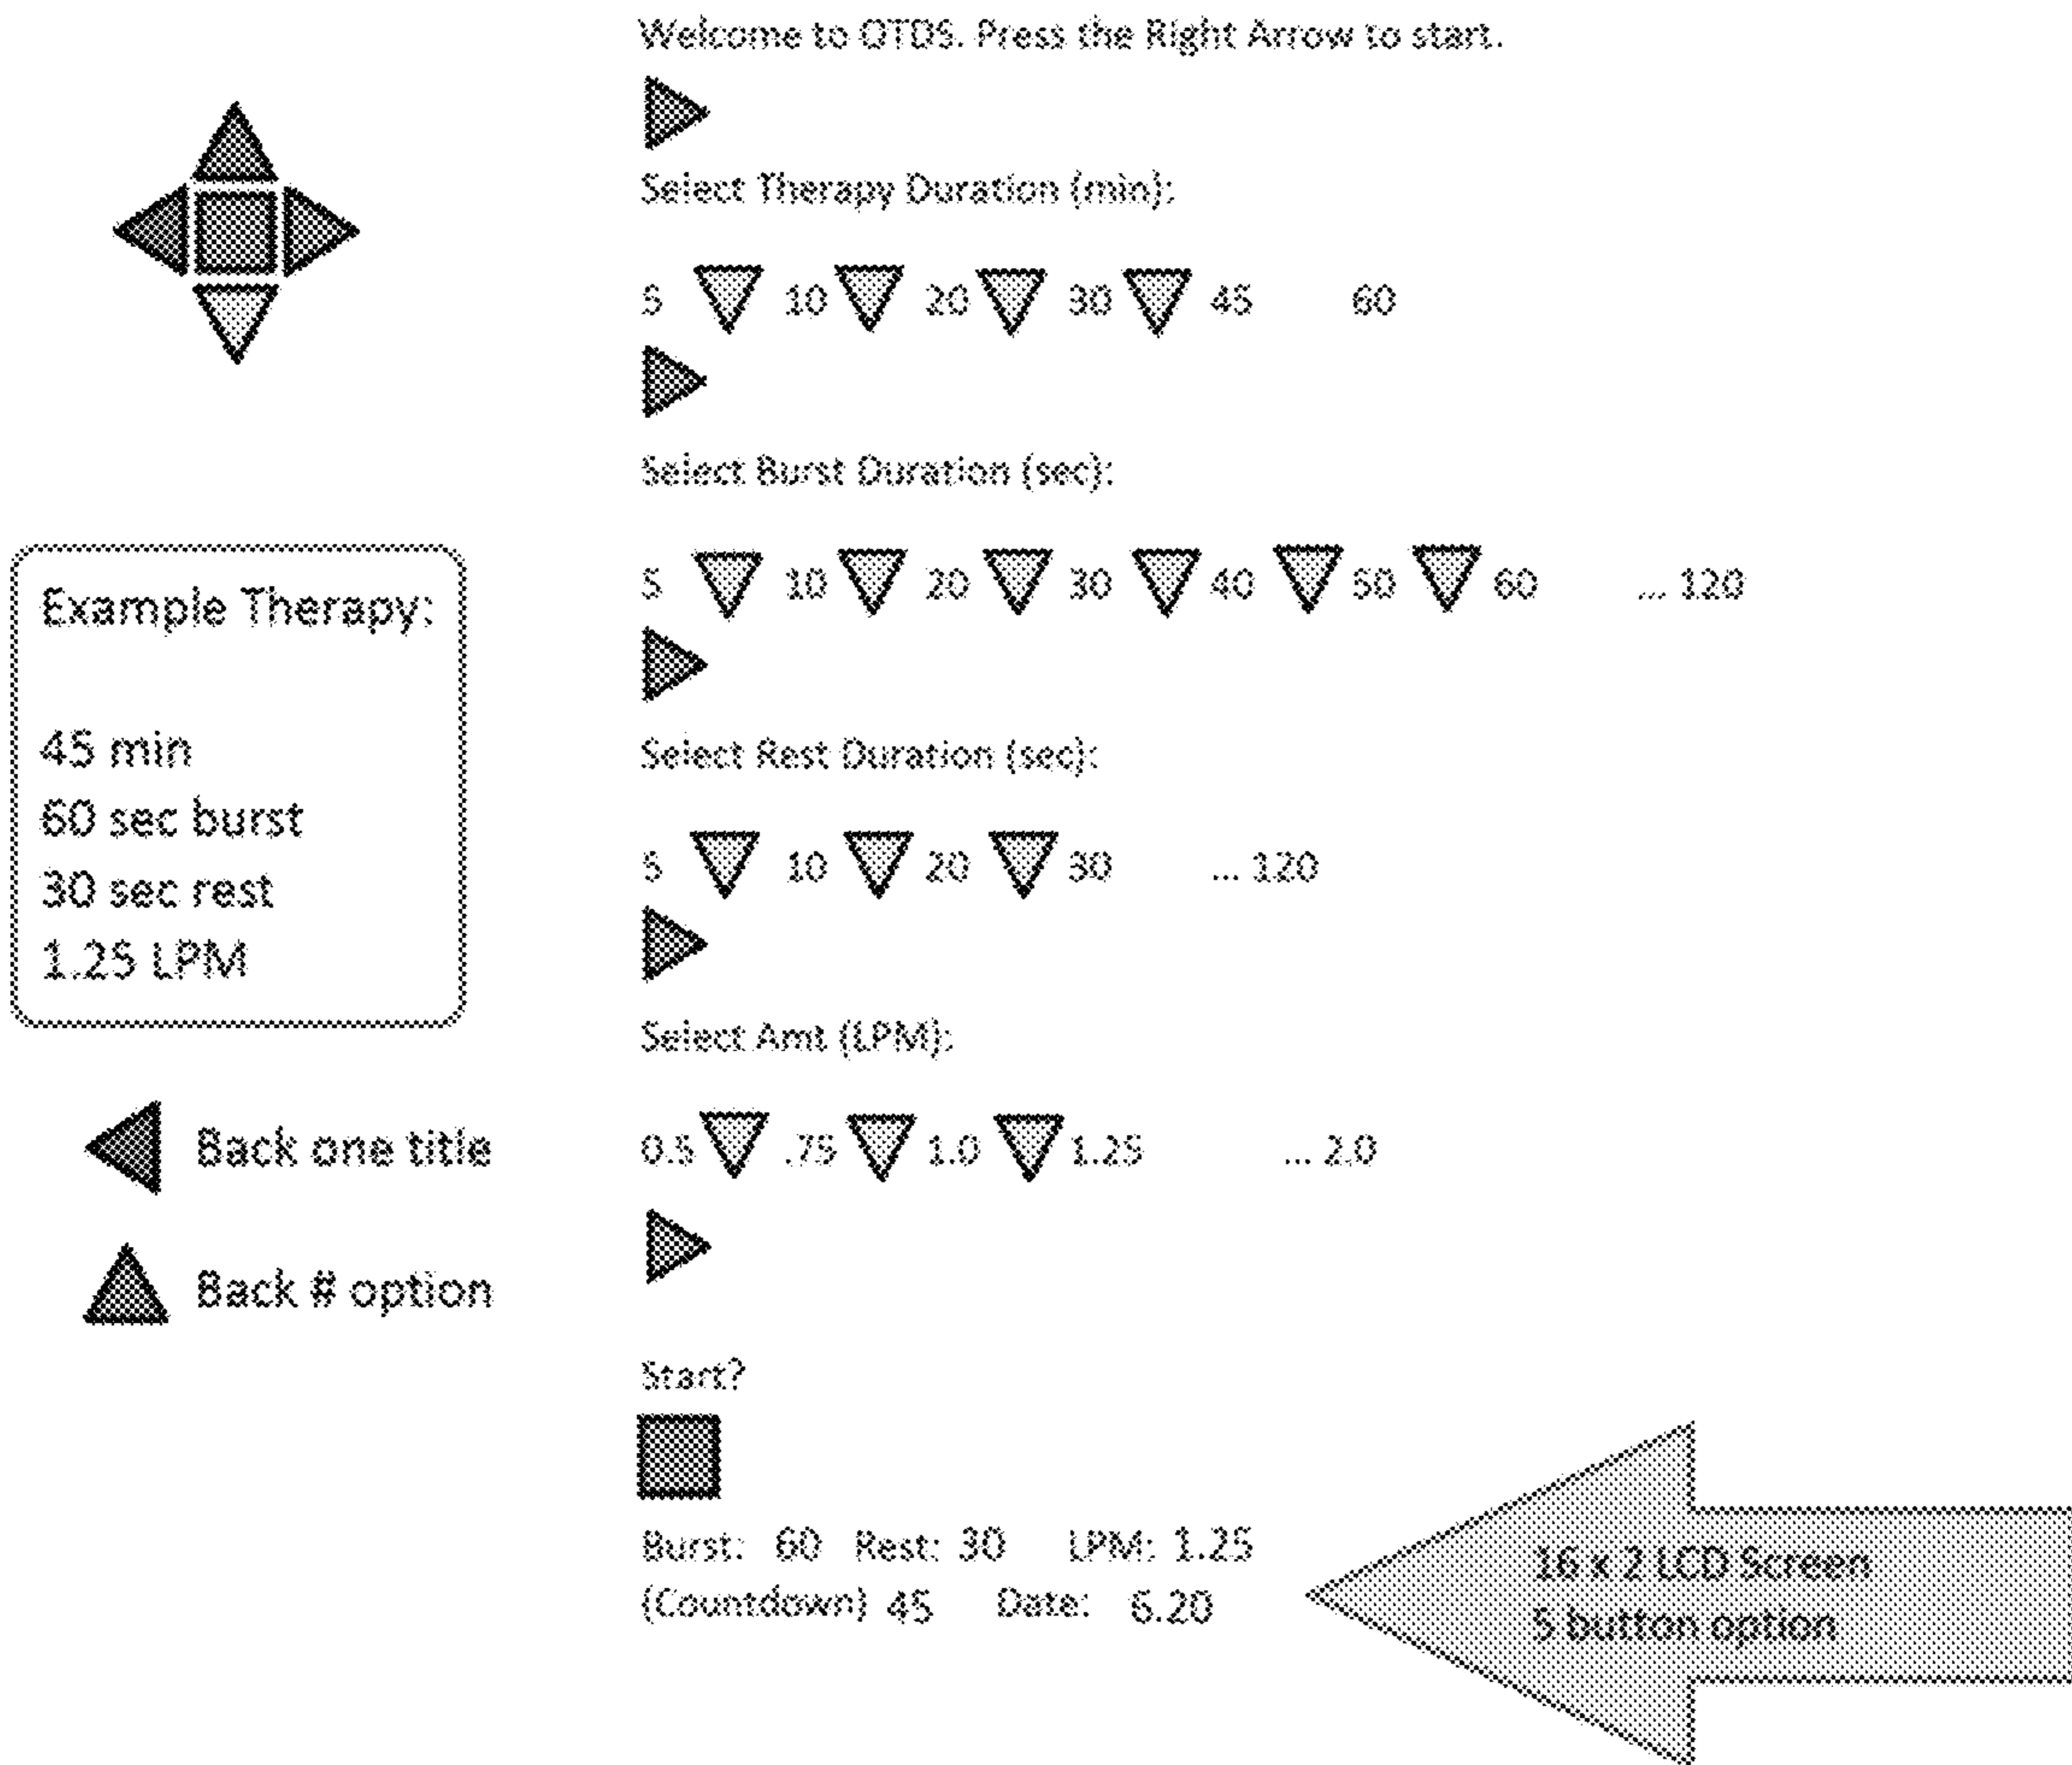 Welcome to OTDS. Press the Right Arrow to start.
Select Therapy Duration (min):
5 10 20 30 45 60
Select Burst Duration (sec):
5 10 20 30 40 50 60 ... 120
Example Therapy:
45 min
60 sec burst
30 sec rest
1.25 LPM
Select Rest Duration (sec):
5 10 20 30 ... 120
Select Amt (LPM):
0.5 .75 1.0 1.25 ... 2.0
Back one title
Back # option
Start?
Burst: 60 Rest: 30 LPM: 1.25
(Countdown) 45 Date: 6.20
16 x 2 LCD Screen
5 button option